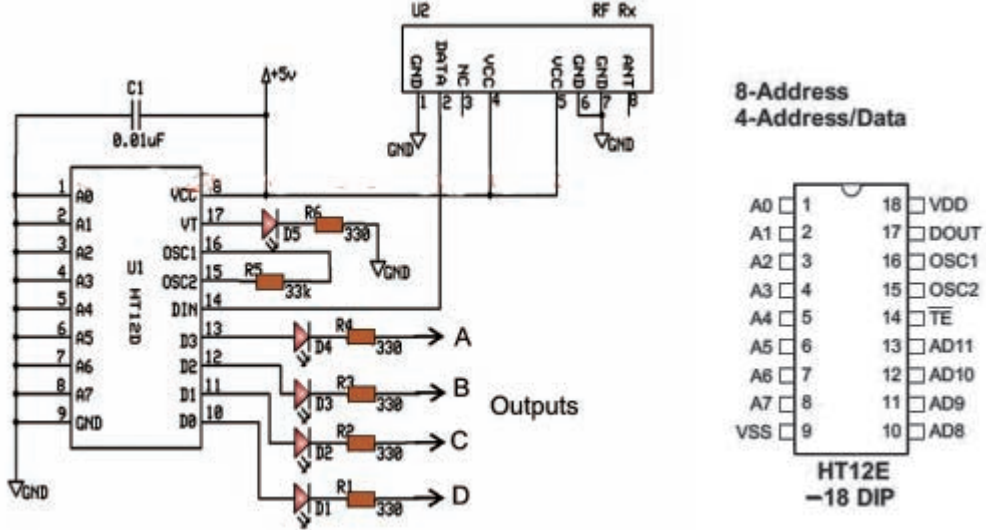 U2 RF Rx
GND DATA NC VCC VCC GND GND ANT
1 2 3 4 5 6 7 8
+5v
C1
0.01uF
GND
GND
1 A0 VCC 8
2 A1 VT 17
3 A2 OSC1 16
4 A3 OSC2 15
5 A4 DIN 14
6 A5 D3 13
7 A6 D2 12
8 A7 D1 11
9 GND D0 10
U1
HT12D
D5 R6 330
GND
R5 33k
D4 R4 330 A
D3 R3 330 B
D2 R2 330 C
D1 R1 330 D
Outputs
GND
8-Address
4-Address/Data
A0 1 18 VDD
A1 2 17 DOUT
A2 3 16 OSC1
A3 4 15 OSC2
A4 5 14 TE
A5 6 13 AD11
A6 7 12 AD10
A7 8 11 AD9
VSS 9 10 AD8
HT12E
–18 DIP